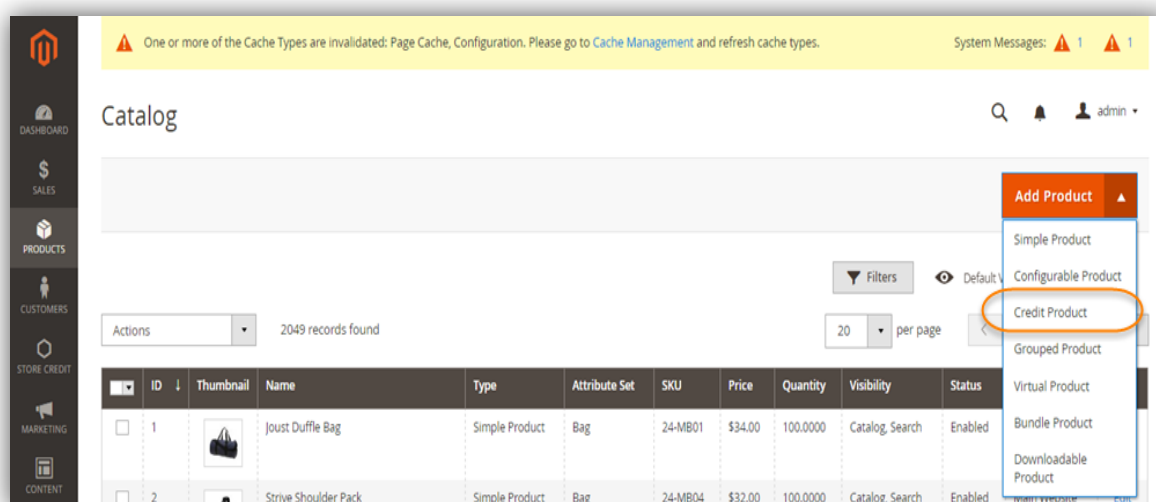 One or more of the Cache Types are invalidated: Page Cache, Configuration. Please go to Cache Management and refresh cache types.
System Messages: 1 1
DASHBOARD
SALES
PRODUCTS
CUSTOMERS
STORE CREDIT
MARKETING
CONTENT
Catalog
admin
Add Product
Simple Product
Configurable Product
Credit Product
Grouped Product
Virtual Product
Bundle Product
Downloadable
Product
Filters
Default
Actions
2049 records found
20 per page
ID Thumbnail Name Type Attribute Set SKU Price Quantity Visibility Status
1 Joust Duffle Bag Simple Product Bag 24-MB01 $34.00 100.0000 Catalog, Search Enabled
2 Strive Shoulder Pack Simple Product Bag 24-MB04 $32.00 100.0000 Catalog, Search Enabled Main Website Edit